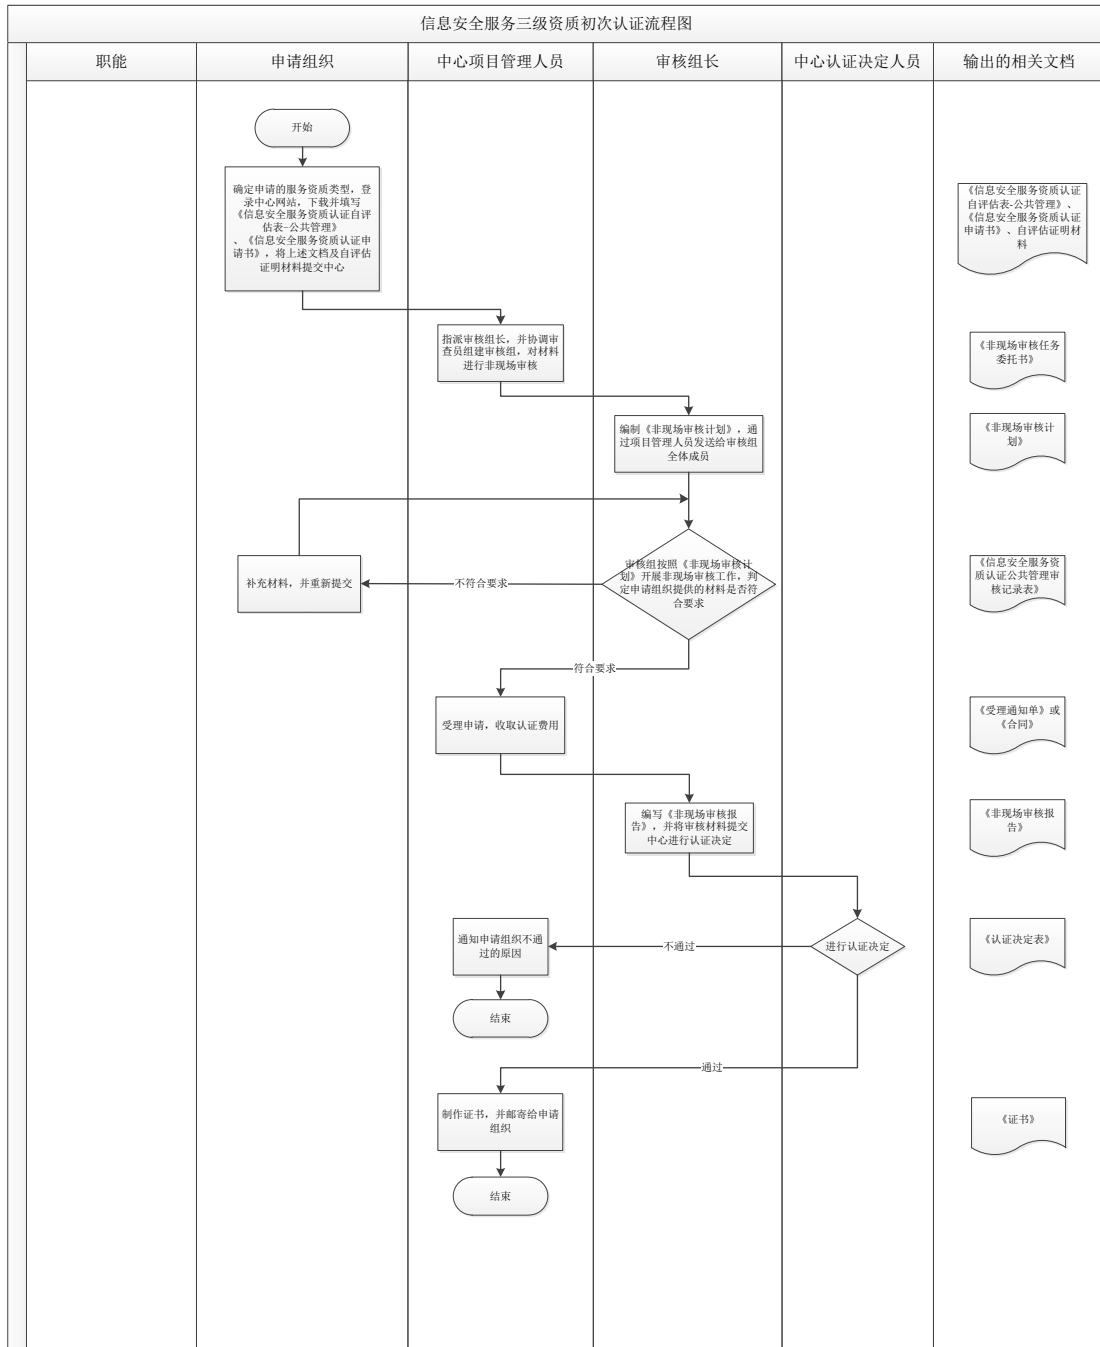 信息安全服务三级资质初次认证流程图
职能
申请组织
中心项目管理人员
审核组长
中心认证决定人员
输出的相关文档
开始
确定申请的服务资质类型，登
录中心网站，下载并填写
《信息安全服务资质认证自评
估表-公共管理》
、《信息安全服务资质认证申
请书》，将上述文档及自评估
证明材料提交中心
《信息安全服务资质认证
自评估表-公共管理》、
《信息安全服务资质认证
申请书》、自评估证明材
料
指派审核组长，并协调审
查员组建审核组，对材料
进行非现场审核
《非现场审核任务
委托书》
编制《非现场审核计划》，通
过项目管理人员发送给审核组
全体成员
《非现场审核计
划》
补充材料，并重新提交
不符合要求
审核组按照《非现场审核计
划》开展非现场审核工作，判
定申请组织提供的材料是否符
合要求
《信息安全服务资
质认证公共管理审
核记录表》
符合要求
受理申请，收取认证费用
《受理通知单》或
《合同》
编写《非现场审核报
告》，并将审核材料提交
中心进行认证决定
《非现场审核报
告》
通知申请组织不通
过的原因
不通过
进行认证决定
《认证决定表》
结束
通过
制作证书，并邮寄给申请
组织
《证书》
结束